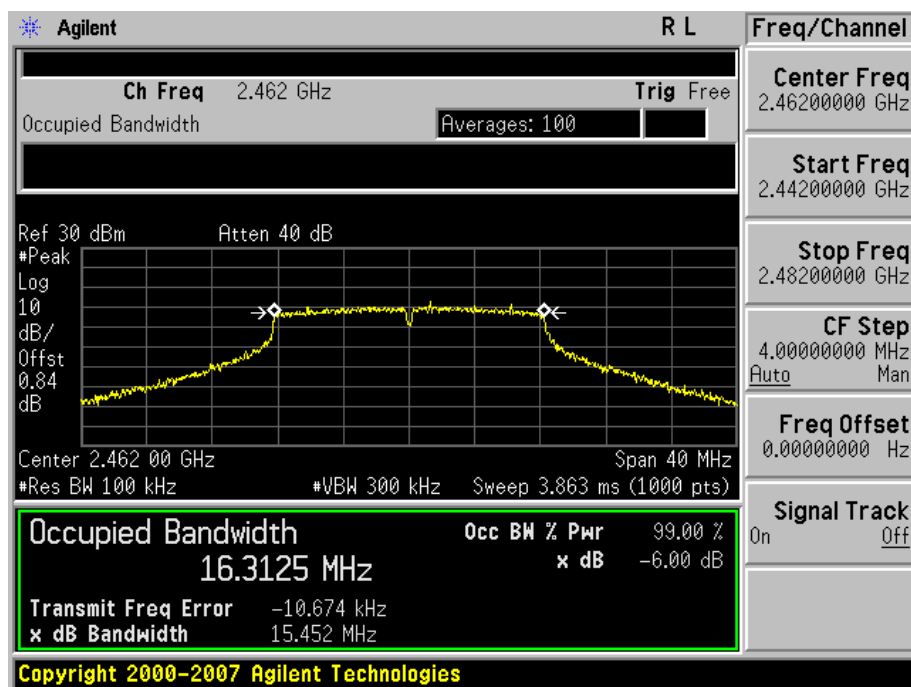 Agilent R L
Freq/Channel
Ch Freq 2.462 GHz Trig Free
Occupied Bandwidth Averages: 100
Ref 30 dBm Atten 40 dB
#Peak
Log
10
dB/
Offst
0.84
dB
Center 2.462 00 GHz Span 40 MHz
#Res BW 100 kHz #VBW 300 kHz Sweep 3.863 ms (1000 pts)
Occupied Bandwidth
16.3125 MHz
Occ BW % Pwr 99.00 %
x dB -6.00 dB
Transmit Freq Error -10.674 kHz
x dB Bandwidth 15.452 MHz
Center Freq
2.46200000 GHz
Start Freq
2.44200000 GHz
Stop Freq
2.48200000 GHz
CF Step
4.00000000 MHz
Auto Man
Freq Offset
0.00000000 Hz
Signal Track
On Off
Copyright 2000-2007 Agilent Technologies